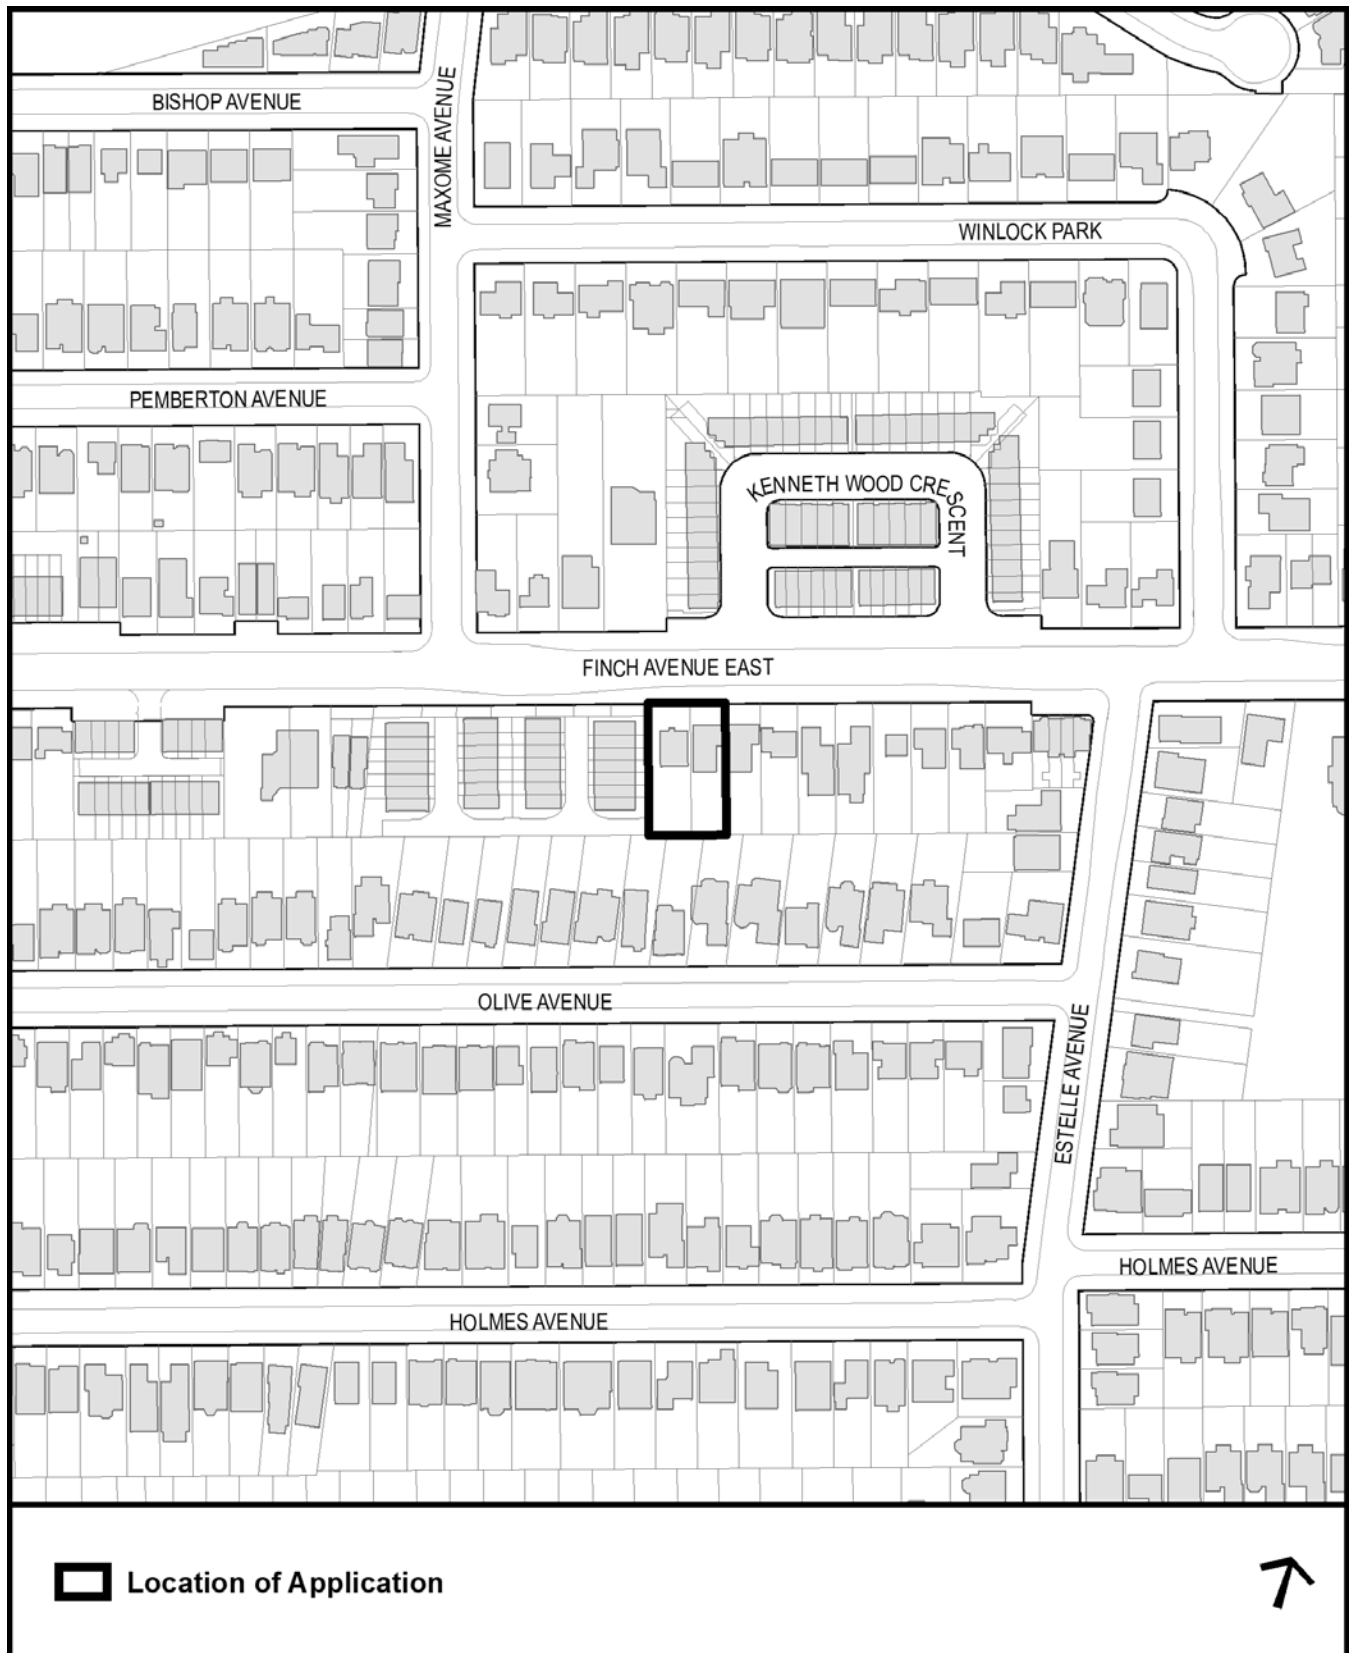 BISHOP AVENUE
MAXOME AVENUE
WINLOCK PARK
PEMBERTON AVENUE
KENNETH WOOD CRESCENT
FINCH AVENUE EAST
OLIVE AVENUE
ESTELLE AVENUE
HOLMES AVENUE
HOLMES AVENUE
Location of Application